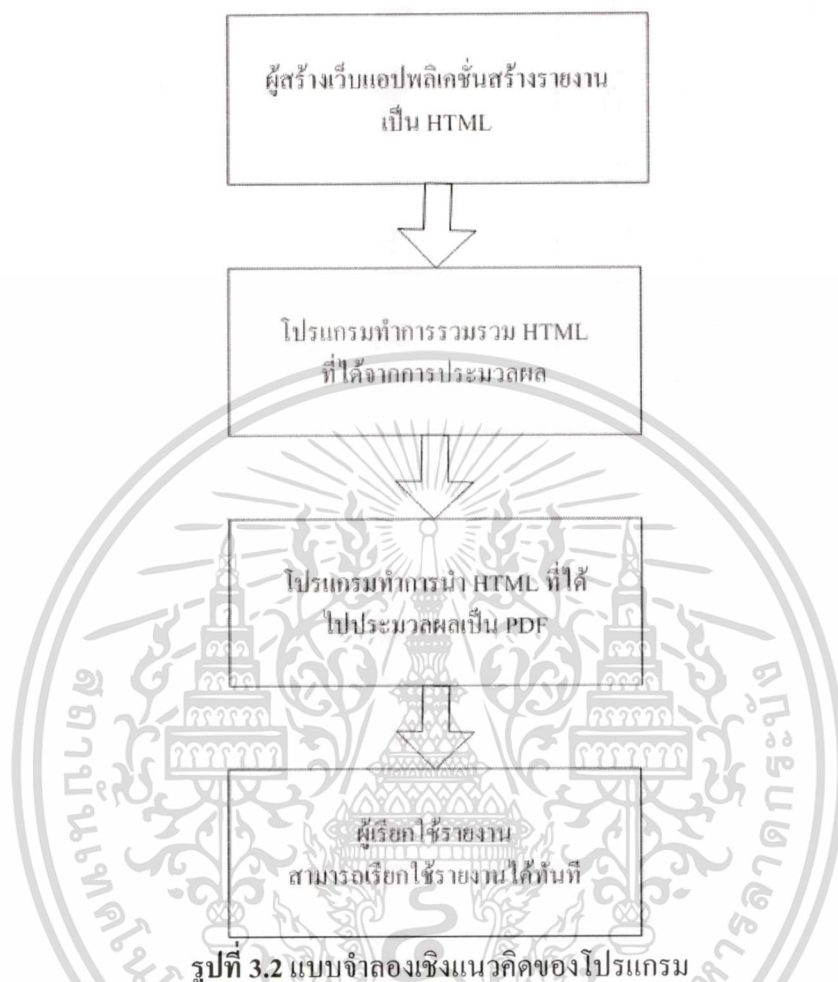 ผู้สร้างเว็บแอปพลิเคชั่นสร้างรายงาน
เป็น HTML
โปรแกรมทำการรวมรวม HTML
ที่ได้จากการประมวลผล
โปรแกรมทำการนำ HTML ที่ได้
ไปประมวลผลเป็น PDF
ผู้เรียกใช้รายงาน
สามารถเรียกใช้รายงานได้ทันที
รูปที่ 3.2 แบบจำลองเชิงแนวคิดของโปรแกรม